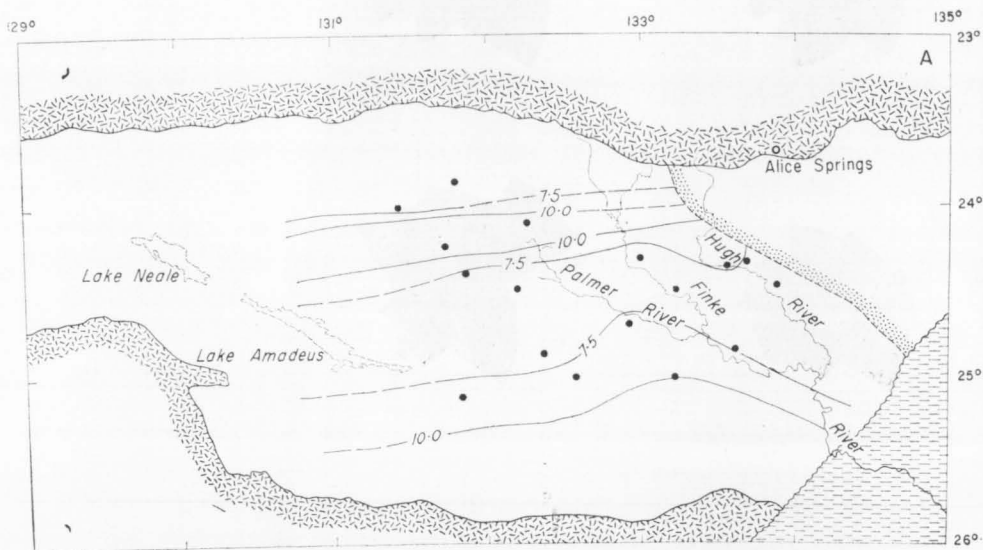 129°
131°
133°
135°
23°
A
Alice Springs
7·5
24°
10·0
10·0
Hugh
7·5
Lake Neale
Palmer
Finke
River
River
7·5
Lake Amadeus
25°
10·0
River
26°